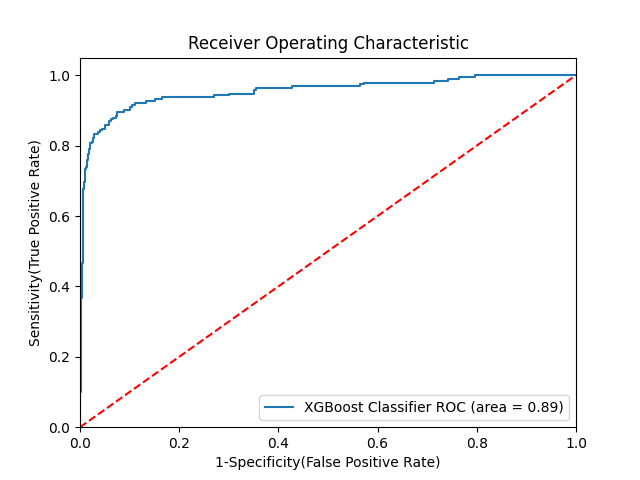 Receiver Operating Characteristic
1.0
0.8
0.6
0.4
0.2
0.0
Sensitivity(True Positive Rate)
XGBoost Classifier ROC (area = 0.89)
0.0 0.2 0.4 0.6 0.8 1.0
1-Specificity(False Positive Rate)